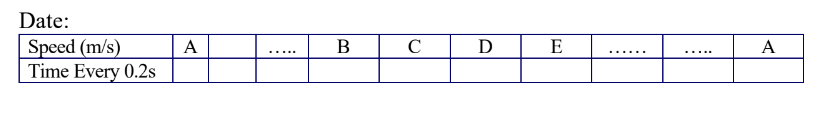 Date:
Speed (m/s) A ..... B C D E ...... ..... A
Time Every 0.2s